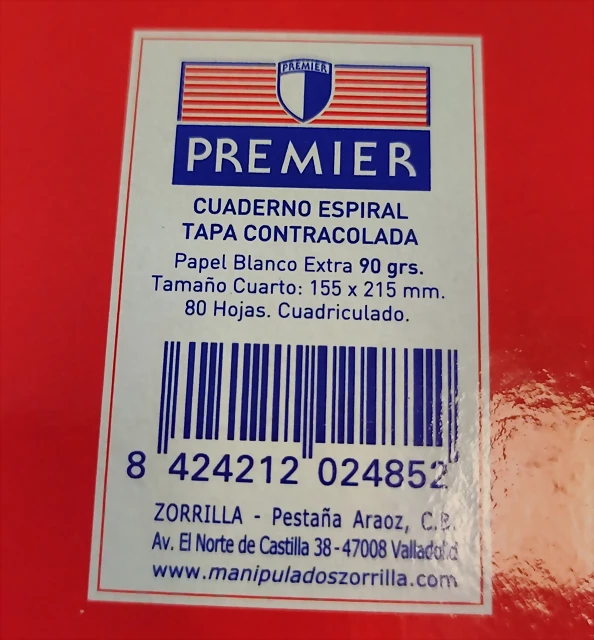 PREMIER
PREMIER
CUADERNO ESPIRAL
TAPA CONTRACOLADA
Papel Blanco Extra 90 grs.
Tamaño Cuarto: 155 x 215 mm.
80 Hojas. Cuadriculado.
8 424212 024852
ZORRILLA - Pestaña Araoz, C.B.
Av. El Norte de Castilla 38 - 47008 Valladolid
www.manipuladoszorrilla.com